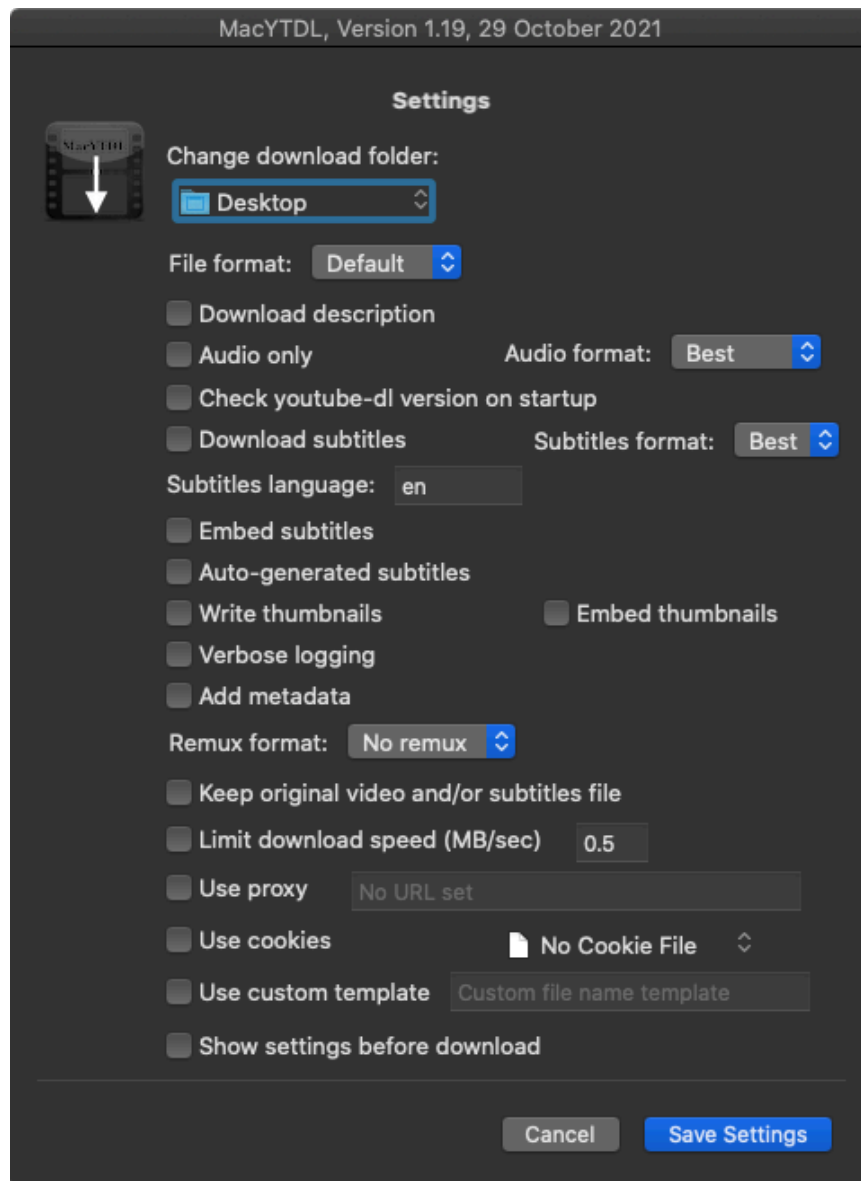 MacYTDL, Version 1.19, 29 October 2021
Settings
MacYTDL
Change download folder:
Desktop
File format: Default
Download description
Audio only Audio format: Best
Check youtube-dl version on startup
Download subtitles Subtitles format: Best
Subtitles language: en
Embed subtitles
Auto-generated subtitles
Write thumbnails Embed thumbnails
Verbose logging
Add metadata
Remux format: No remux
Keep original video and/or subtitles file
Limit download speed (MB/sec) 0.5
Use proxy No URL set
Use cookies No Cookie File
Use custom template Custom file name template
Show settings before download
Cancel Save Settings